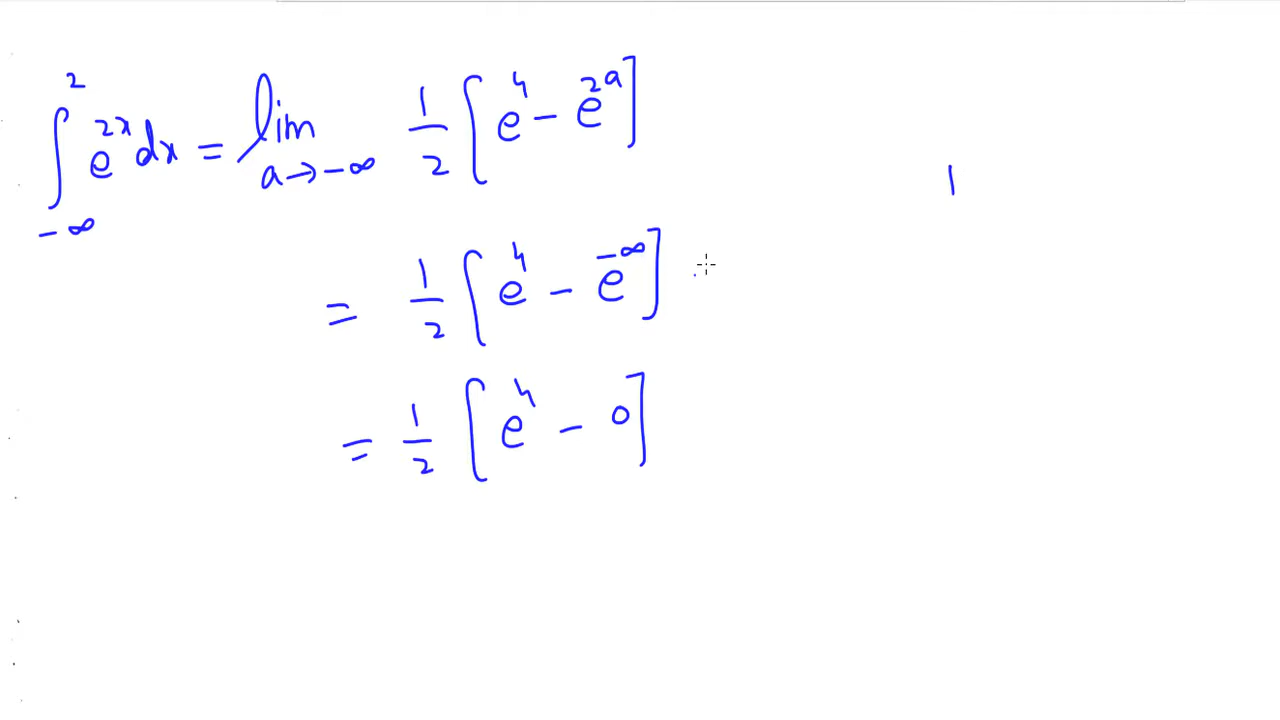 ∫_{-∞}^{2} e^{2x} dx = lim_{a→-∞} 1/2 [e^4 - e^{2a}]
1
= 1/2 [e^4 - e^{-∞}]
= 1/2 [e^4 - 0]